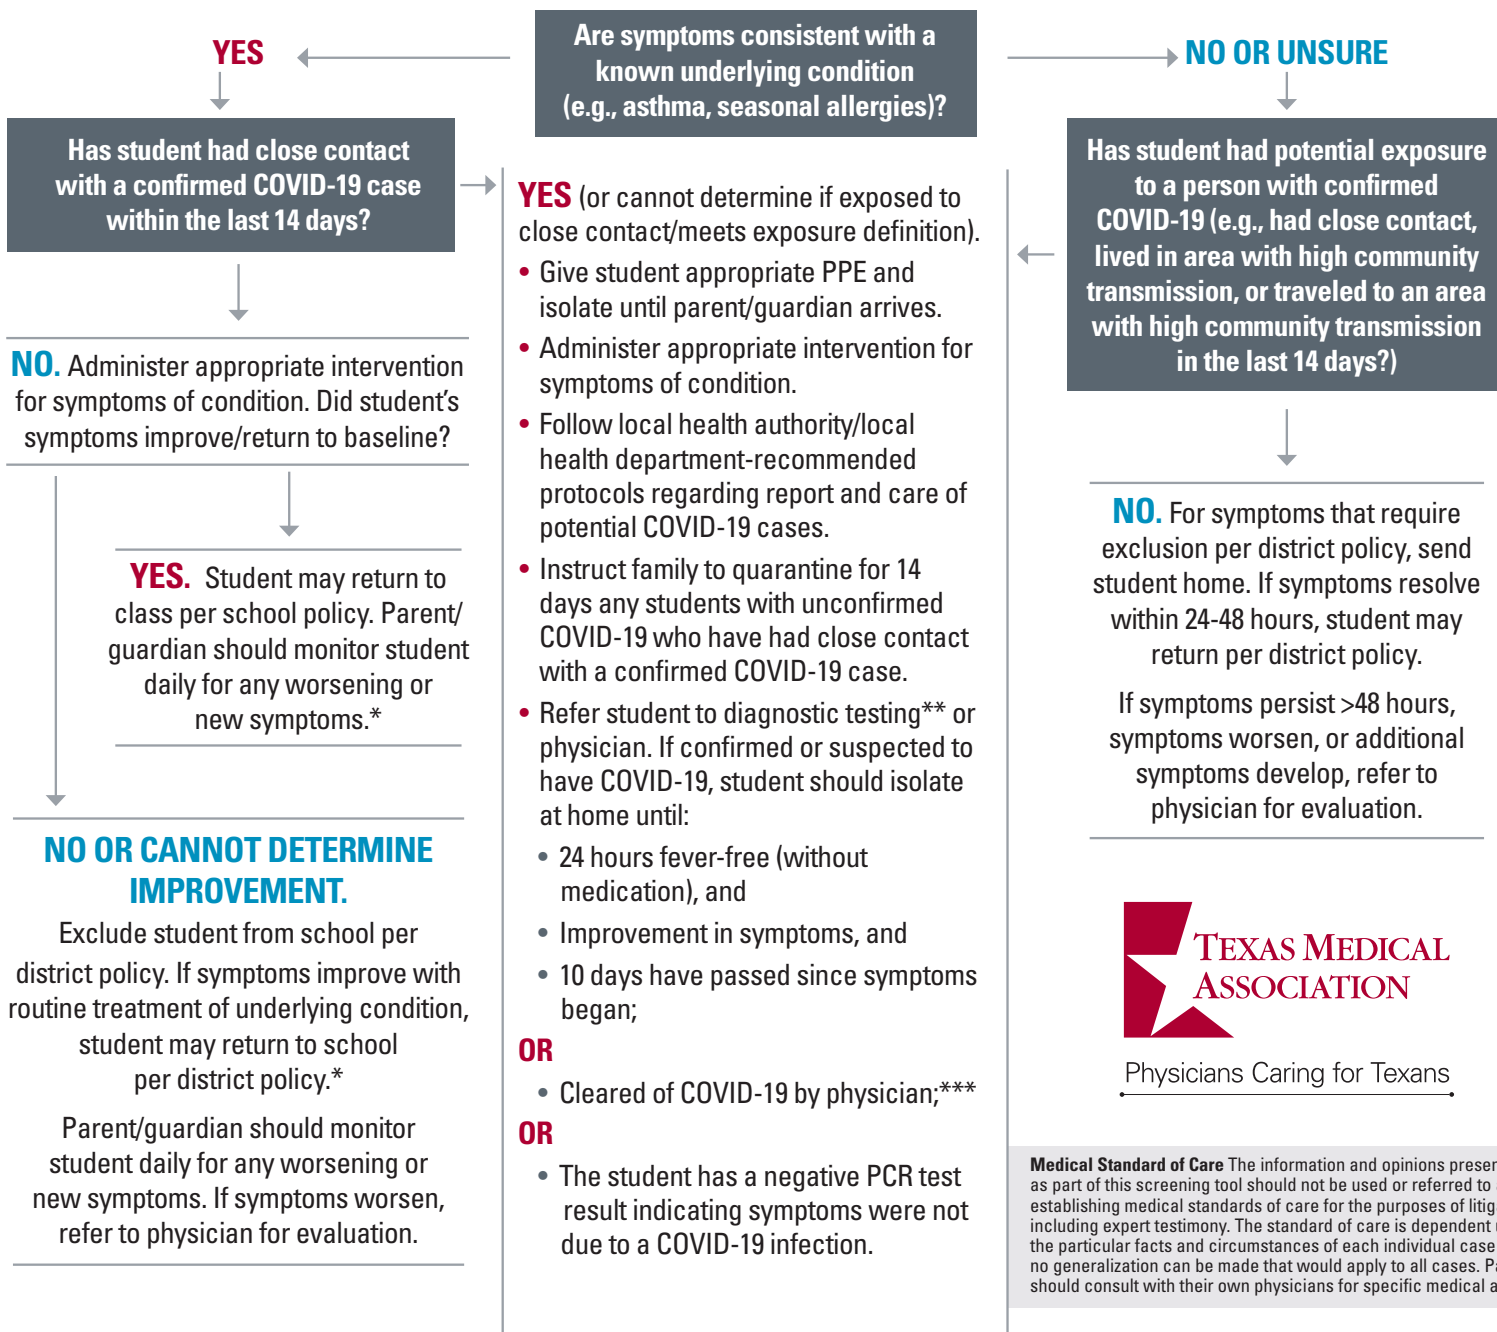 Are symptoms consistent with a
known underlying condition
(e.g., asthma, seasonal allergies)?
YES
NO OR UNSURE
Has student had close contact
with a confirmed COVID-19 case
within the last 14 days?
NO. Administer appropriate intervention
for symptoms of condition. Did student’s
symptoms improve/return to baseline?
YES. Student may return to
class per school policy. Parent/
guardian should monitor student
daily for any worsening or
new symptoms.*
NO OR CANNOT DETERMINE
IMPROVEMENT.
Exclude student from school per
district policy. If symptoms improve with
routine treatment of underlying condition,
student may return to school
per district policy.*
Parent/guardian should monitor
student daily for any worsening or
new symptoms. If symptoms worsen,
refer to physician for evaluation.
YES (or cannot determine if exposed to
close contact/meets exposure definition).
• Give student appropriate PPE and
isolate until parent/guardian arrives.
• Administer appropriate intervention for
symptoms of condition.
• Follow local health authority/local
health department-recommended
protocols regarding report and care of
potential COVID-19 cases.
• Instruct family to quarantine for 14
days any students with unconfirmed
COVID-19 who have had close contact
with a confirmed COVID-19 case.
• Refer student to diagnostic testing** or
physician. If confirmed or suspected to
have COVID-19, student should isolate
at home until:
• 24 hours fever-free (without
medication), and
• Improvement in symptoms, and
• 10 days have passed since symptoms
began;
OR
• Cleared of COVID-19 by physician;***
OR
• The student has a negative PCR test
result indicating symptoms were not
due to a COVID-19 infection.
Has student had potential exposure
to a person with confirmed
COVID-19 (e.g., had close contact,
lived in area with high community
transmission, or traveled to an area
with high community transmission
in the last 14 days?)
NO. For symptoms that require
exclusion per district policy, send
student home. If symptoms resolve
within 24-48 hours, student may
return per district policy.
If symptoms persist >48 hours,
symptoms worsen, or additional
symptoms develop, refer to
physician for evaluation.
TEXAS MEDICAL
ASSOCIATION
Physicians Caring for Texans
Medical Standard of Care The information and opinions
as part of this screening tool should not be used or referred to
establishing medical standards of care for the purposes of
including expert testimony. The standard of care is dependent
the particular facts and circumstances of each individual case
no generalization can be made that would apply to all cases.
should consult with their own physicians for specific medical